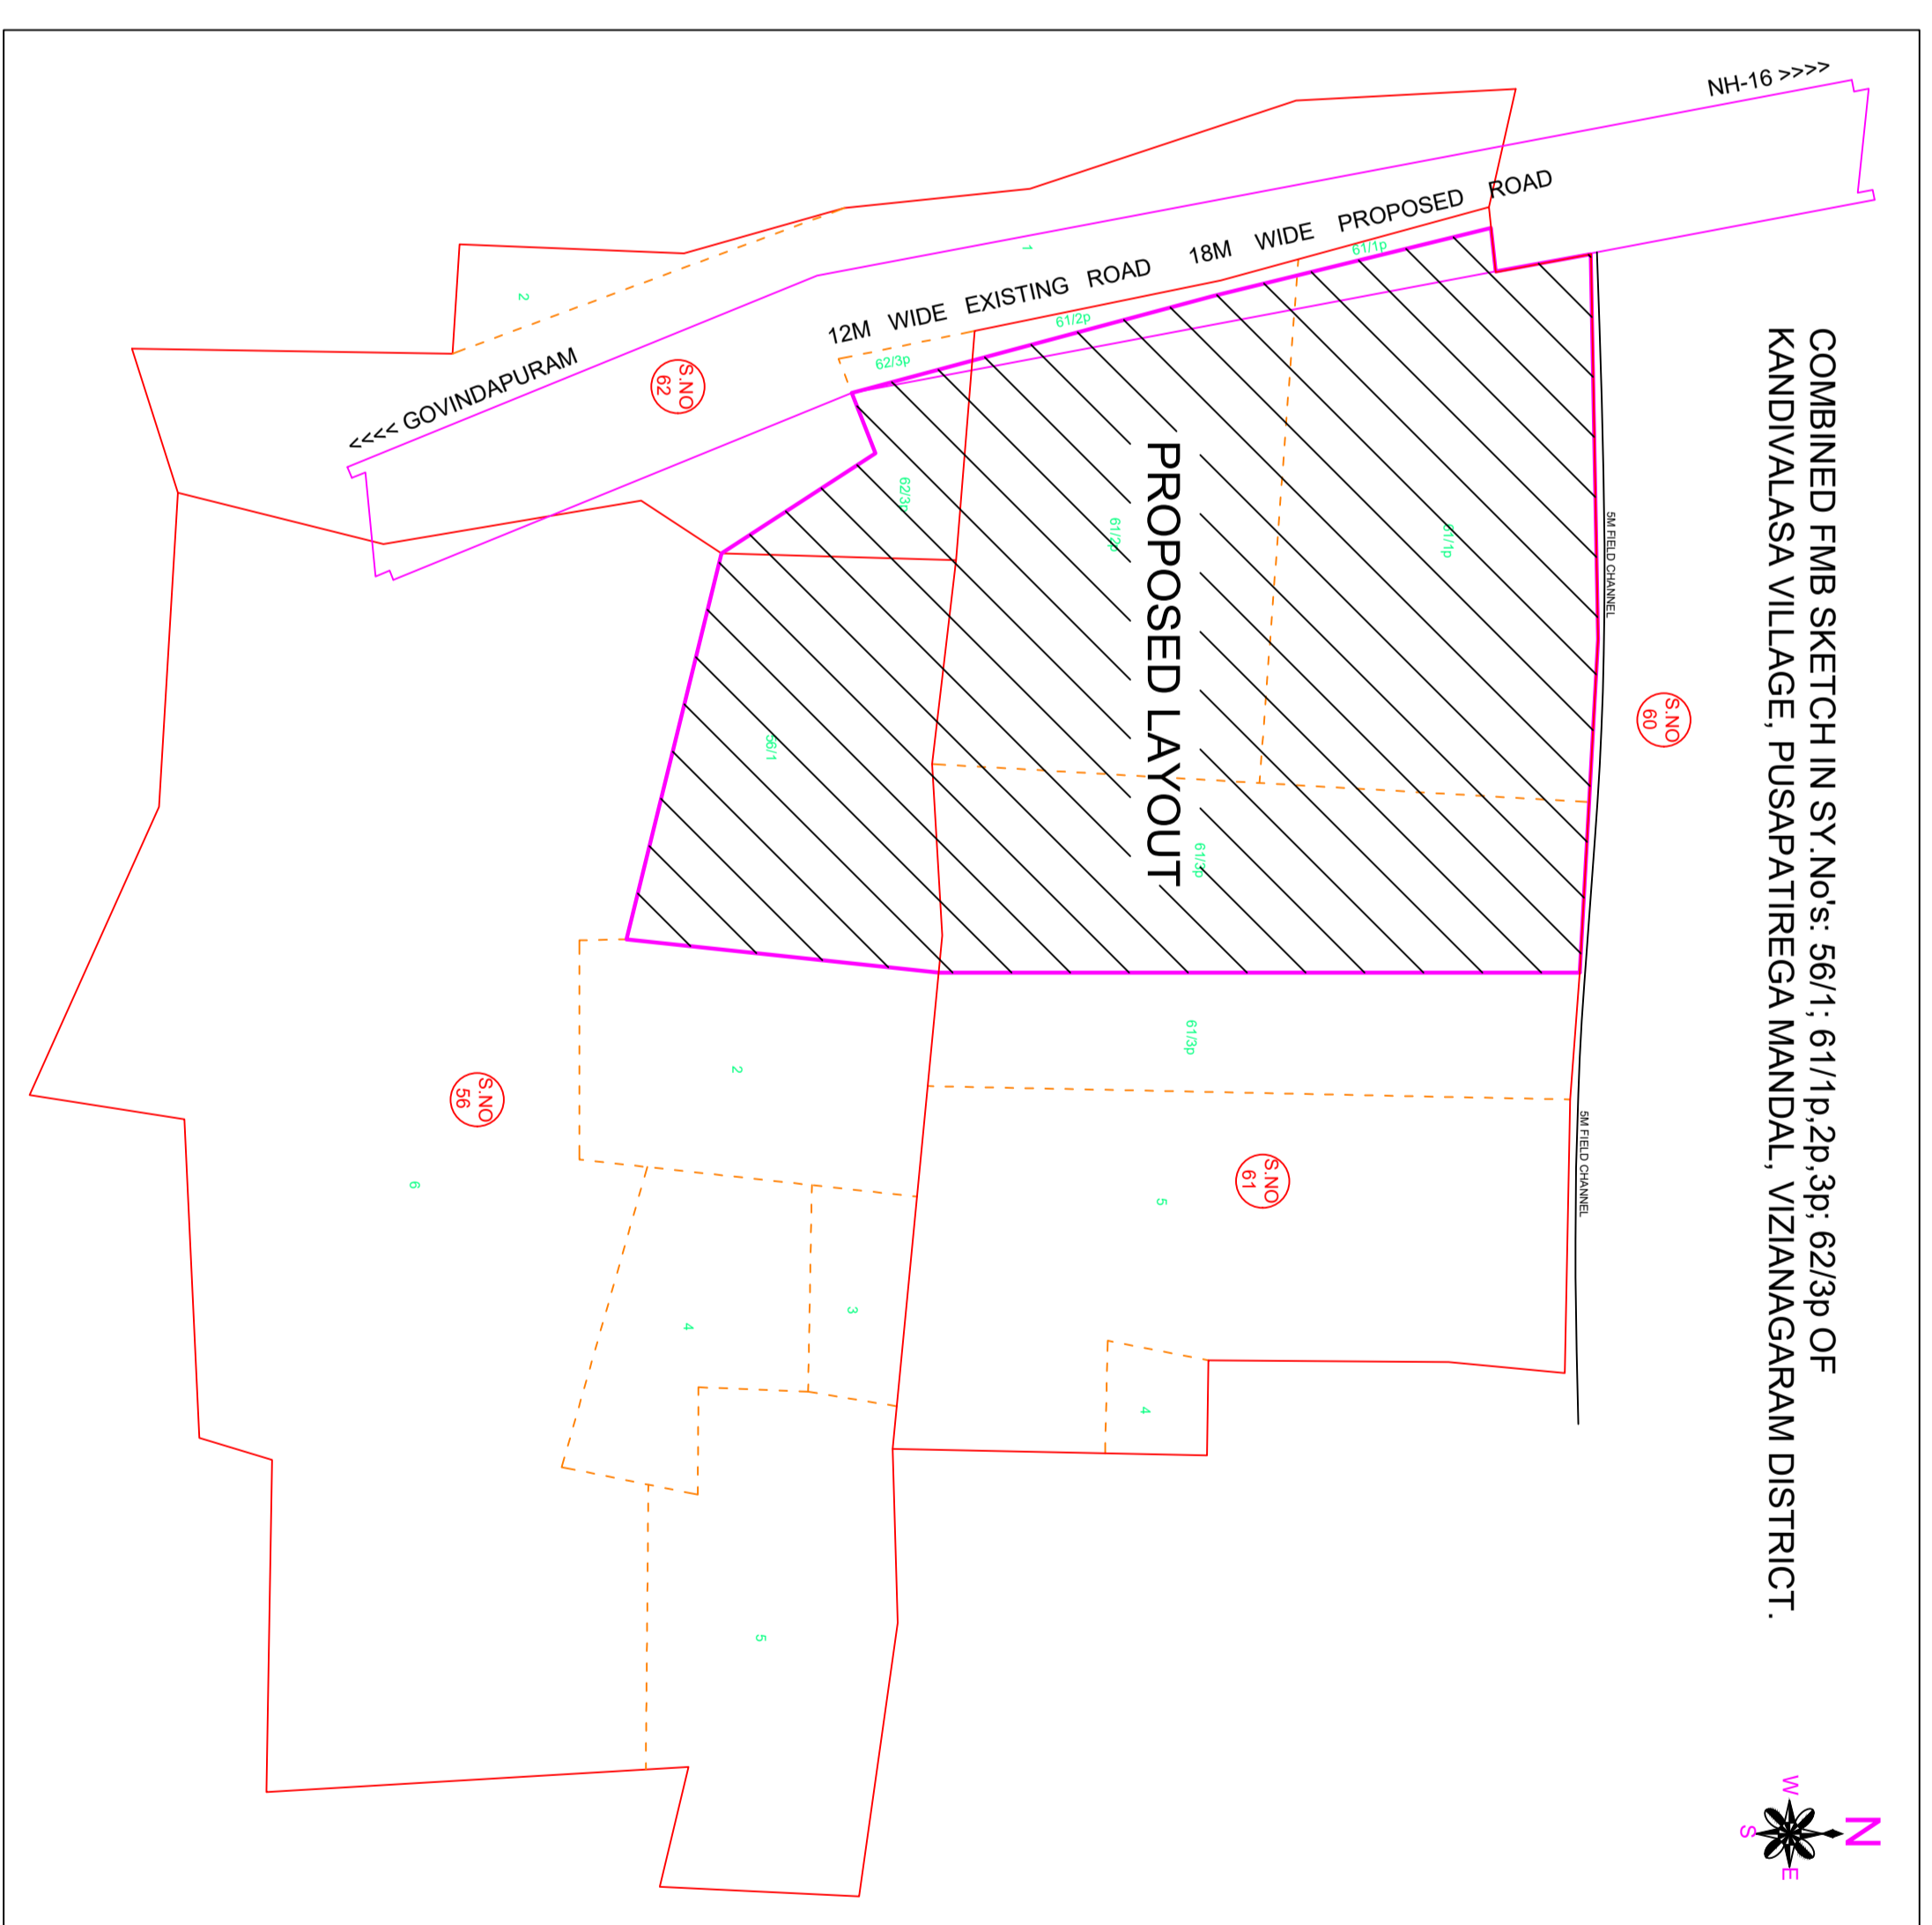 COMBINED FMB SKETCH IN SY.No's: 56/1; 61/1p,2p,3p; 62/3p OF
KANDIVALASA VILLAGE, PUSAPATIREGA MANDAL, VIZIANAGARAM DISTRICT.
N
W
E
S
S.NO
60
5M FIELD CHANNEL
5M FIELD CHANNEL
NH-16 >>>>
18M WIDE PROPOSED ROAD
12M WIDE EXISTING ROAD
<<<< GOVINDAPURAM
61/1p
61/2p
62/3p
1
2
S.NO
62
61/1p
61/2p
62/3p
PROPOSED LAYOUT
61/3p
56/1
61/3p
S.NO
61
5
4
2
S.NO
56
6
3
4
5